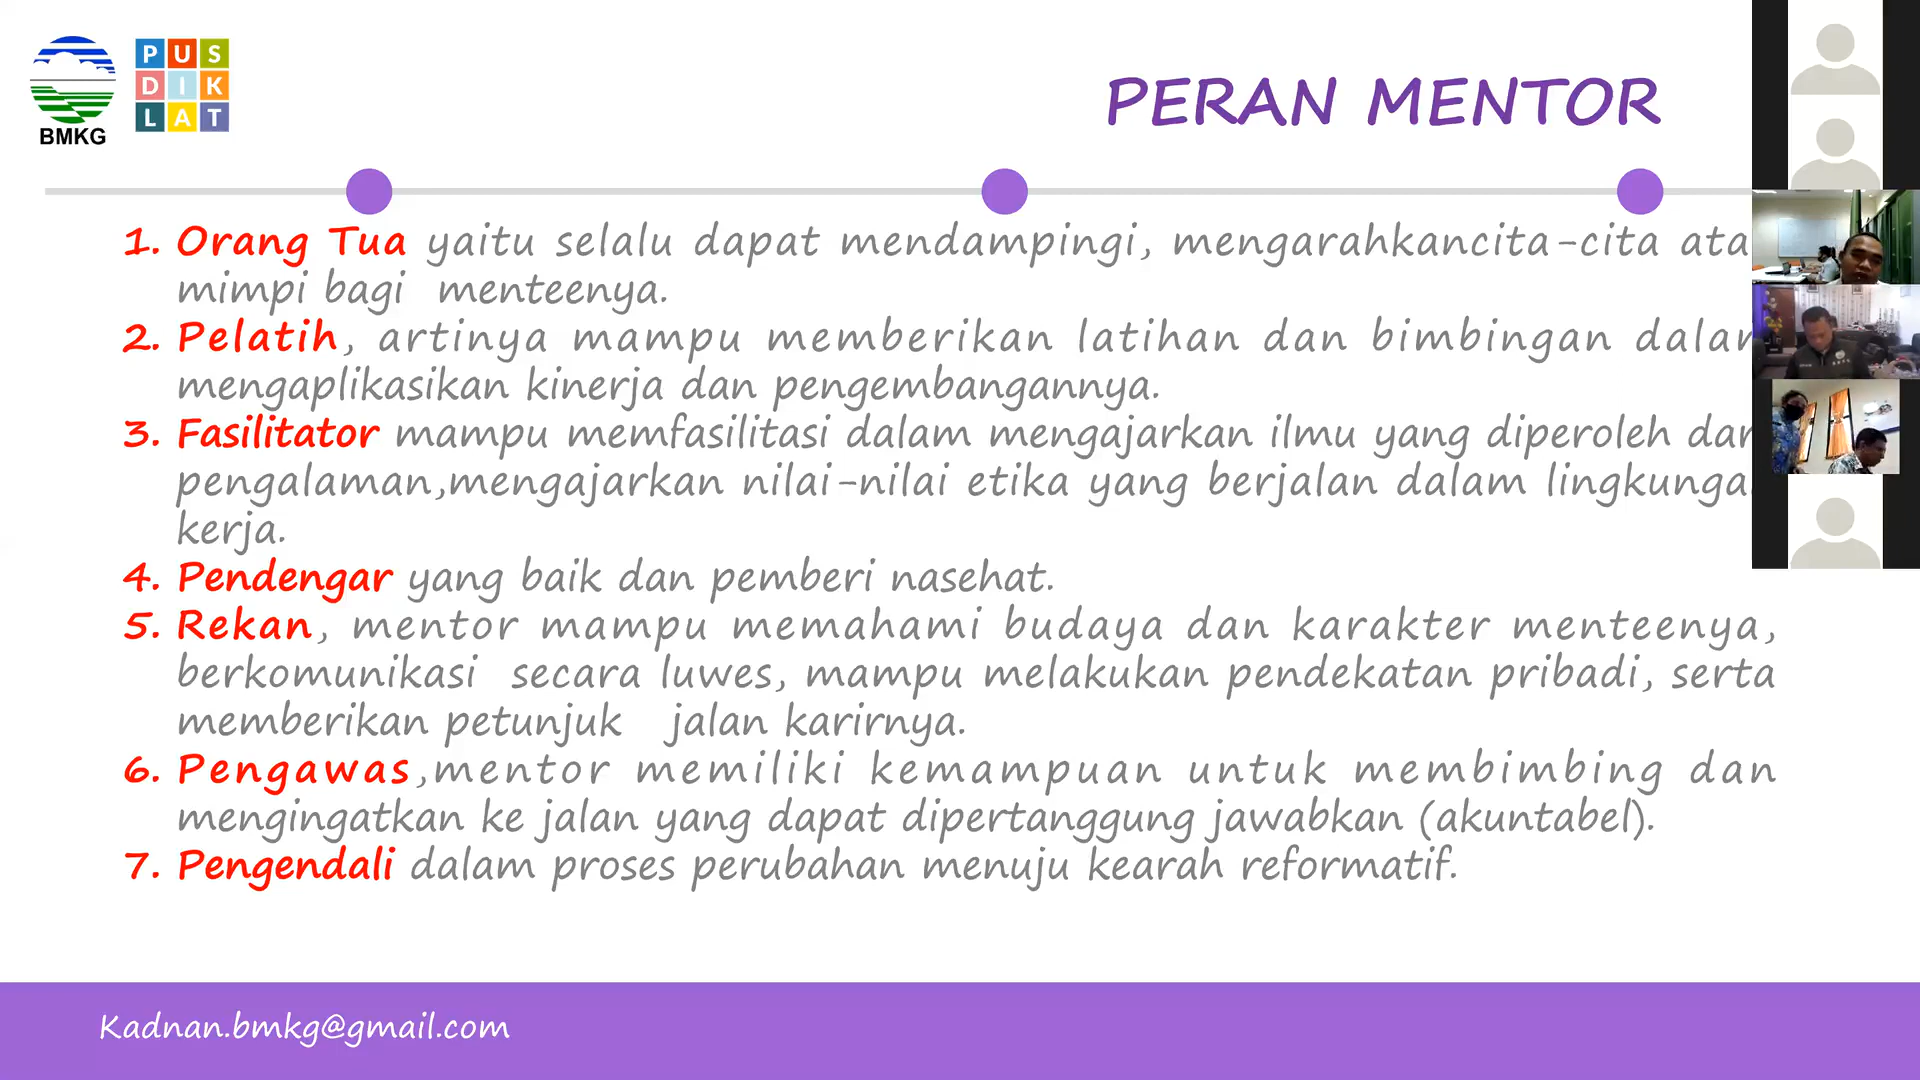 PUS
DIK
LAT
BMKG
PERAN MENTOR
1. Orang Tua yaitu selalu dapat mendampingi, mengarahkancita-cita
mimpi bagi menteenya.
2. Pelatih, artinya mampu memberikan latihan dan bimbingan
mengaplikasikan kinerja dan pengembangannya.
3. Fasilitator mampu memfasilitasi dalam mengajarkan ilmu yang diperoleh
pengalaman,mengajarkan nilai-nilai etika yang berjalan dalam
kerja.
4. Pendengar yang baik dan pemberi nasehat.
5. Rekan, mentor mampu memahami budaya dan karakter menteenya,
berkomunikasi secara luwes, mampu melakukan pendekatan pribadi, serta
memberikan petunjuk jalan karirnya.
6. Pengawas,mentor memiliki kemampuan untuk membimbing dan
mengingatkan ke jalan yang dapat dipertanggung jawabkan (akuntabel).
7. Pengendali dalam proses perubahan menuju kearah reformatif.
Kadnan.bmkg@gmail.com